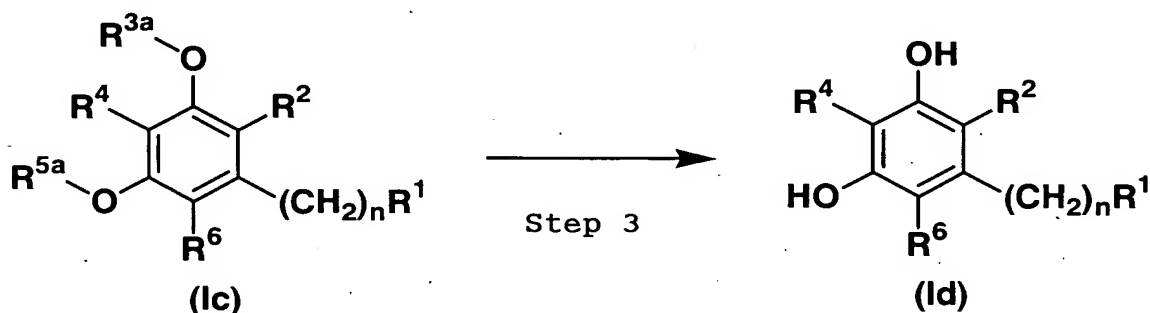 R³ᵃ
O
R⁴ R²
R⁵ᵃ
O (CH₂)ₙR¹
R⁶
(Ic)
Step 3
OH
R⁴ R²
HO (CH₂)ₙR¹
R⁶
(Id)